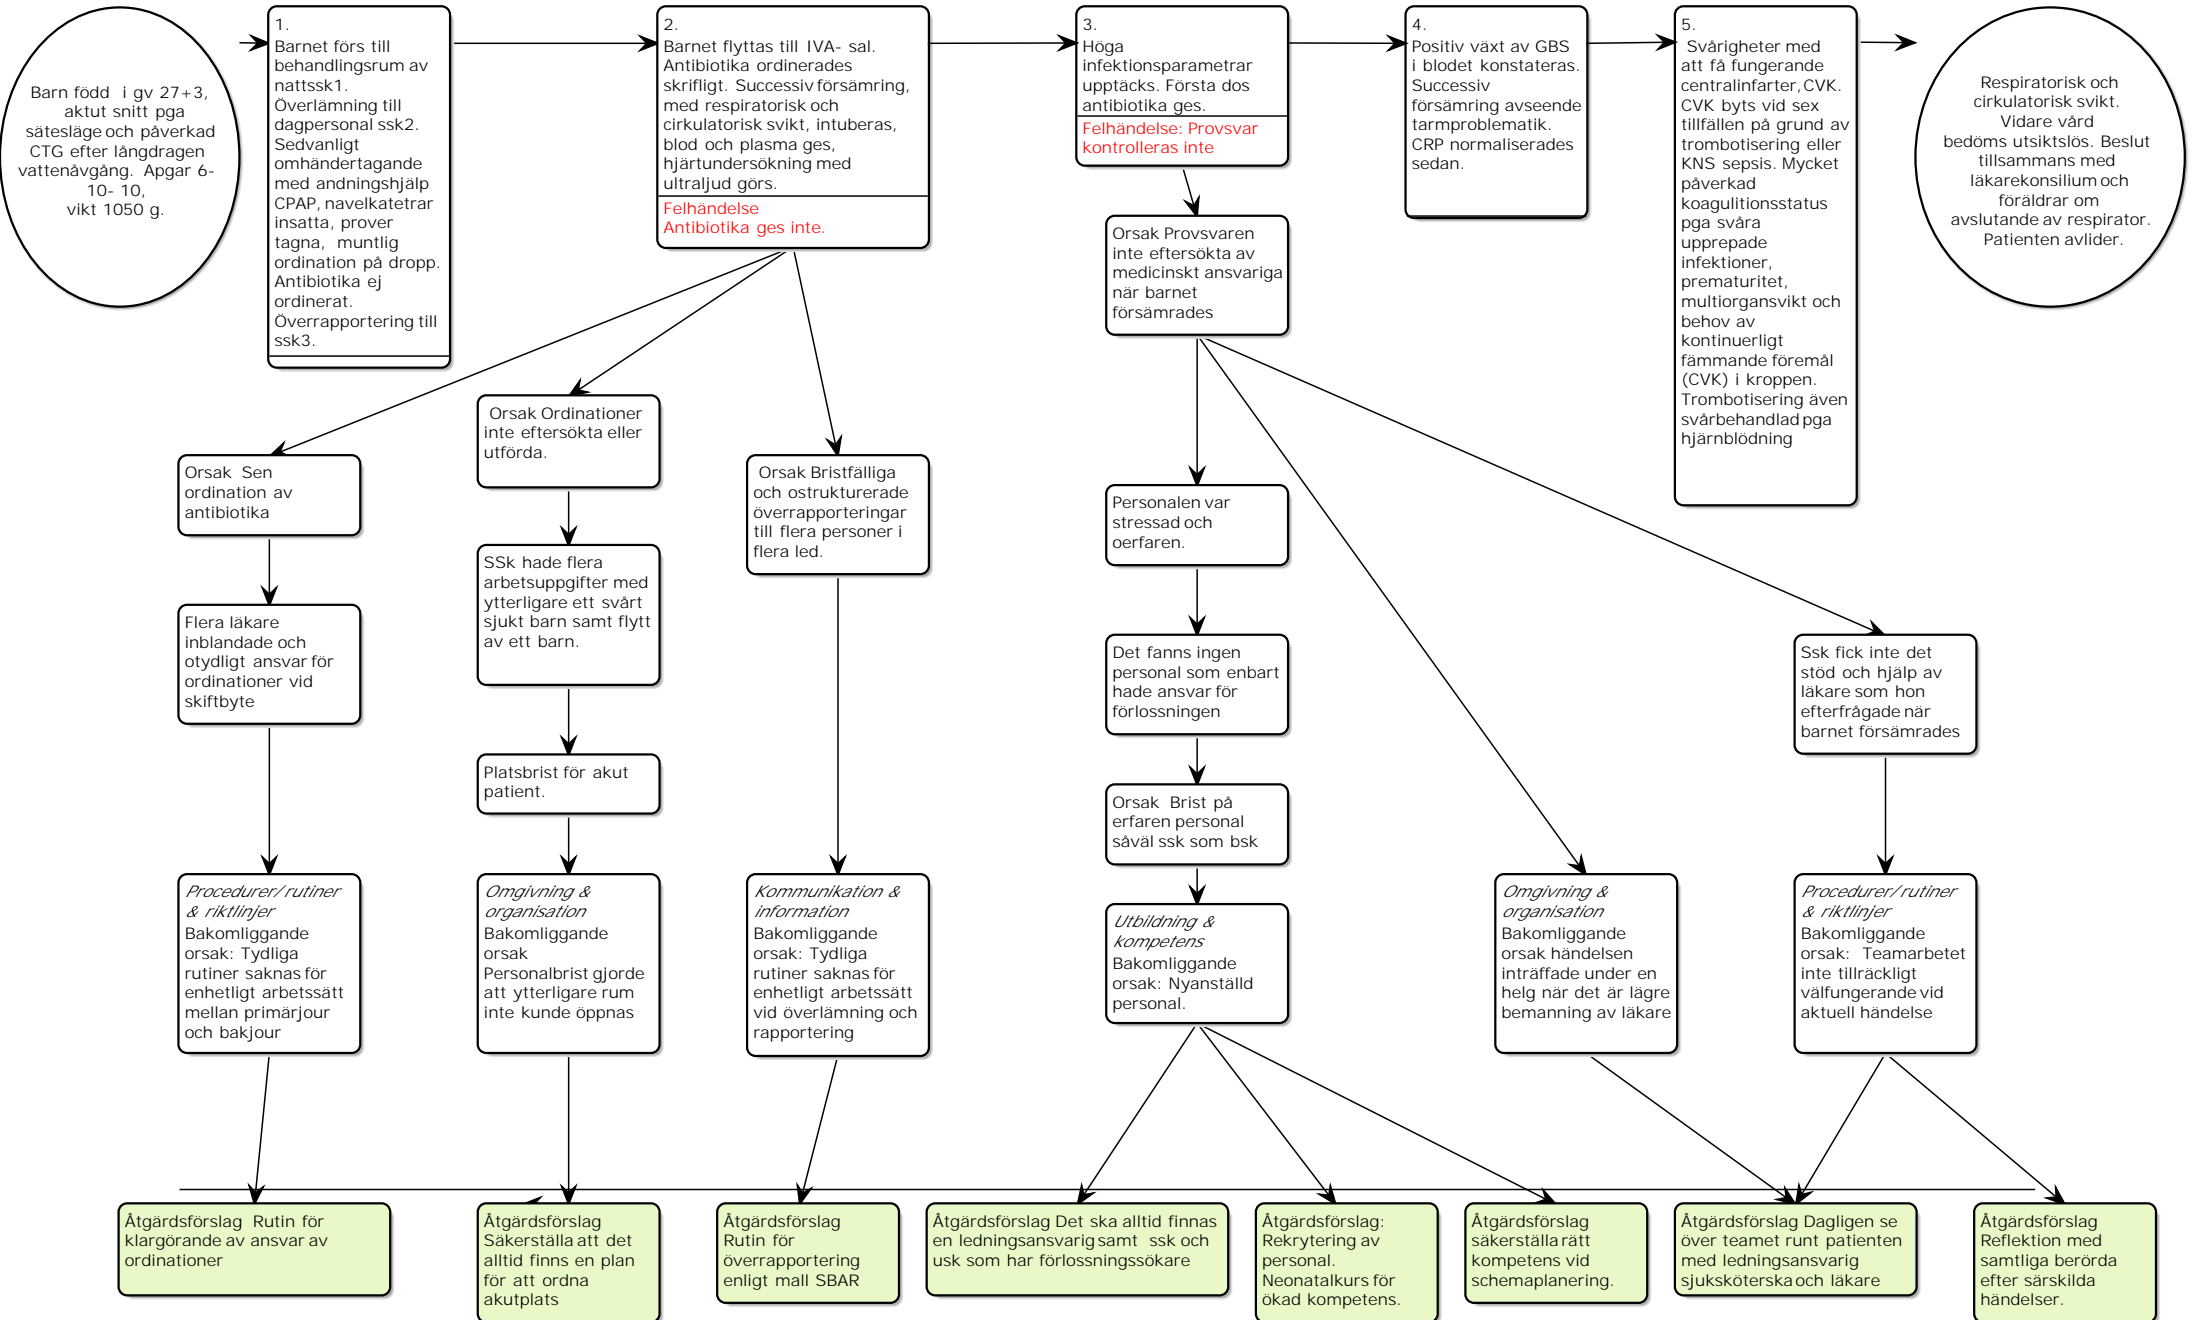 Barn född i gv 27+3,
aktut snitt pga
sätesläge och påverkad
CTG efter långdragen
vattenåvgång. Apgar 6-
10- 10,
vikt 1050 g.
1.
Barnet förs till
behandlingsrum av
nattssk1.
Överlämning till
dagpersonal ssk2.
Sedvanligt
omhändertagande
med andningshjälp
CPAP, navelkatetrar
insatta, prover
tagna, muntlig
ordination på dropp.
Antibiotika ej
ordinerat.
Överrapportering till
ssk3.
2.
Barnet flyttas till IVA- sal.
Antibiotika ordinerades
skrifligt. Successiv försämring,
med respiratorisk och
cirkulatorisk svikt, intuberas,
blod och plasma ges,
hjärtundersökning med
ultraljud görs.
Felhändelse
Antibiotika ges inte.
3.
Höga
infektionsparametrar
upptäcks. Första dos
antibiotika ges.
Felhändelse: Provsvar
kontrolleras inte
4.
Positiv växt av GBS
i blodet konstateras.
Successiv
försämring avseende
tarmproblematik.
CRP normaliserades
sedan.
5.
Svårigheter med
att få fungerande
centralinfarter, CVK.
CVK byts vid sex
tillfällen på grund av
trombotisering eller
KNS sepsis. Mycket
påverkad
koagulitionsstatus
pga svåra
upprepade
infektioner,
prematuritet,
multiorgansvikt och
behov av
kontinuerligt
fämmande föremål
(CVK) i kroppen.
Trombotisering även
svårbehandlad pga
hjärnblödning
Respiratorisk och
cirkulatorisk svikt.
Vidare vård
bedöms utsiktslös. Beslut
tillsammans med
läkarekonsilium och
föräldrar om
avslutande av respirator.
Patienten avlider.
Orsak Provsvaren
inte eftersökta av
medicinskt ansvariga
när barnet
försämrades
Orsak Sen
ordination av
antibiotika
Orsak Ordinationer
inte eftersökta eller
utförda.
Orsak Bristfälliga
och ostrukturerade
överrapporteringar
till flera personer i
flera led.
Personalen var
stressad och
oerfaren.
Flera läkare
inblandade och
otydligt ansvar för
ordinationer vid
skiftbyte
SSk hade flera
arbetsuppgifter med
ytterligare ett svårt
sjukt barn samt flytt
av ett barn.
Det fanns ingen
personal som enbart
hade ansvar för
förlossningen
Ssk fick inte det
stöd och hjälp av
läkare som hon
efterfrågade när
barnet försämrades
Platsbrist för akut
patient.
Orsak Brist på
erfaren personal
såväl ssk som bsk
Procedurer/rutiner
& riktlinjer
Bakomliggande
orsak: Tydliga
rutiner saknas för
enhetligt arbetssätt
mellan primärjour
och bakjour
Omgivning &
organisation
Bakomliggande
orsak
Personalbrist gjorde
att ytterligare rum
inte kunde öppnas
Kommunikation &
information
Bakomliggande
orsak: Tydliga
rutiner saknas för
enhetligt arbetssätt
vid överlämning och
rapportering
Utbildning &
kompetens
Bakomliggande
orsak: Nyanställd
personal.
Omgivning &
organisation
Bakomliggande
orsak händelsen
inträffade under en
helg när det är lägre
bemanning av läkare
Procedurer/rutiner
& riktlinjer
Bakomliggande
orsak: Teamarbetet
inte tillräckligt
välfungerande vid
aktuell händelse
Åtgärdsförslag Rutin för
klargörande av ansvar av
ordinationer
Åtgärdsförslag
Säkerställa att det
alltid finns en plan
för att ordna
akutplats
Åtgärdsförslag
Rutin för
överrapportering
enligt mall SBAR
Åtgärdsförslag Det ska alltid finnas
en ledningsansvarig samt ssk och
usk som har förlossningssökare
Åtgärdsförslag:
Rekrytering av
personal.
Neonatalkurs för
ökad kompetens.
Åtgärdsförslag
säkerställa rätt
kompetens vid
schemaplanering.
Åtgärdsförslag Dagligen se
över teamet runt patienten
med ledningsansvarig
sjuksköterska och läkare
Åtgärdsförslag
Reflektion med
samtliga berörda
efter särskilda
händelser.